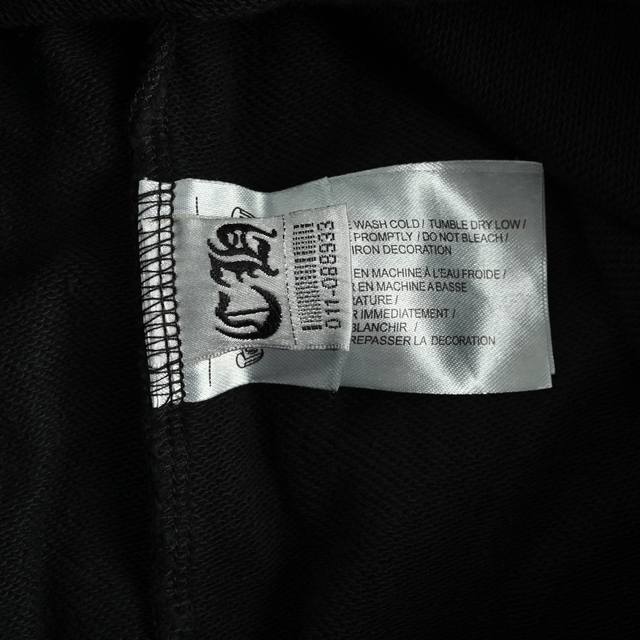 CH
011-088933
WASH COLD / TUMBLE DRY LOW /
PROMPTLY / DO NOT BLEACH /
IRON DECORATION
EN MACHINE À L'EAU FROIDE /
EN MACHINE A BASSE
RATURE /
R IMMEDIATEMENT /
BLANCHIR. /
REPASSER LA DECORATION